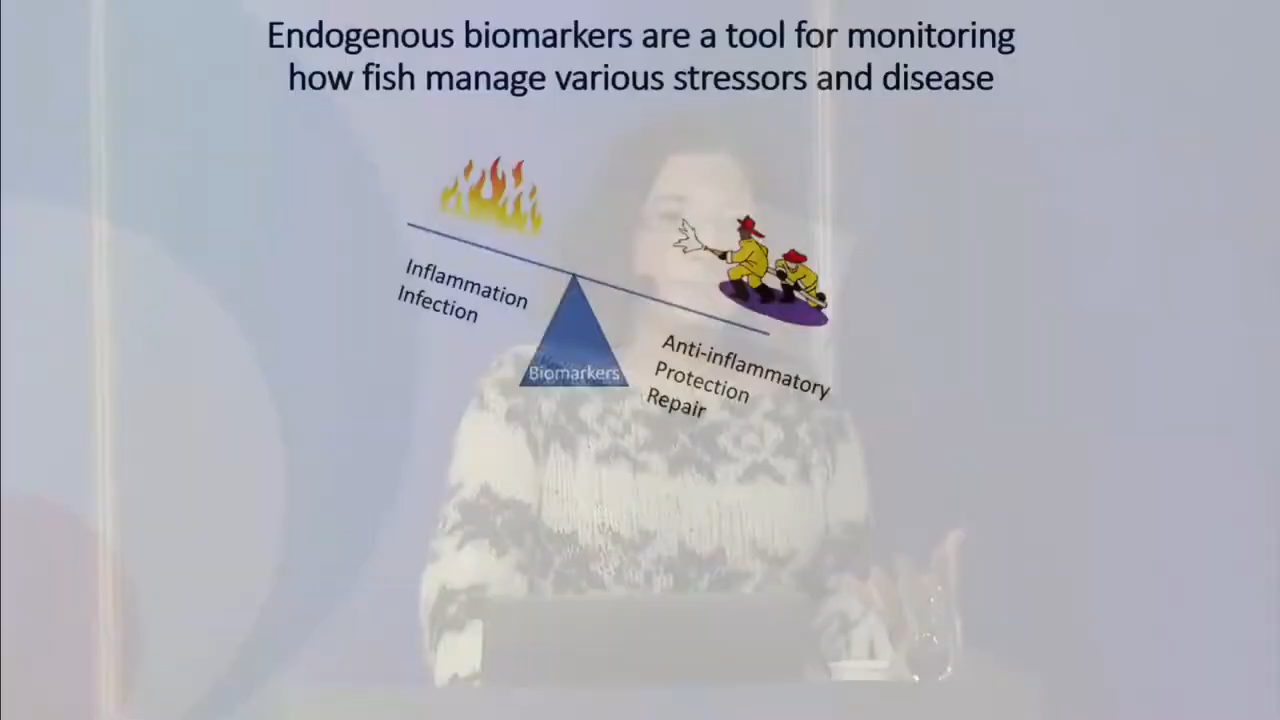 Endogenous biomarkers are a tool for monitoring
how fish manage various stressors and disease
Inflammation
Infection
Biomarkers
Anti-inflammatory
Protection
Repair